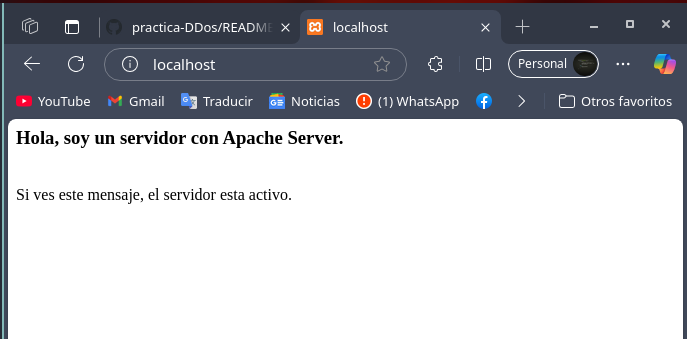 practica-DDos/README
localhost
localhost
Personal
YouTube
Gmail
Traducir
Noticias
(1) WhatsApp
Otros favoritos
Hola, soy un servidor con Apache Server.
Si ves este mensaje, el servidor esta activo.